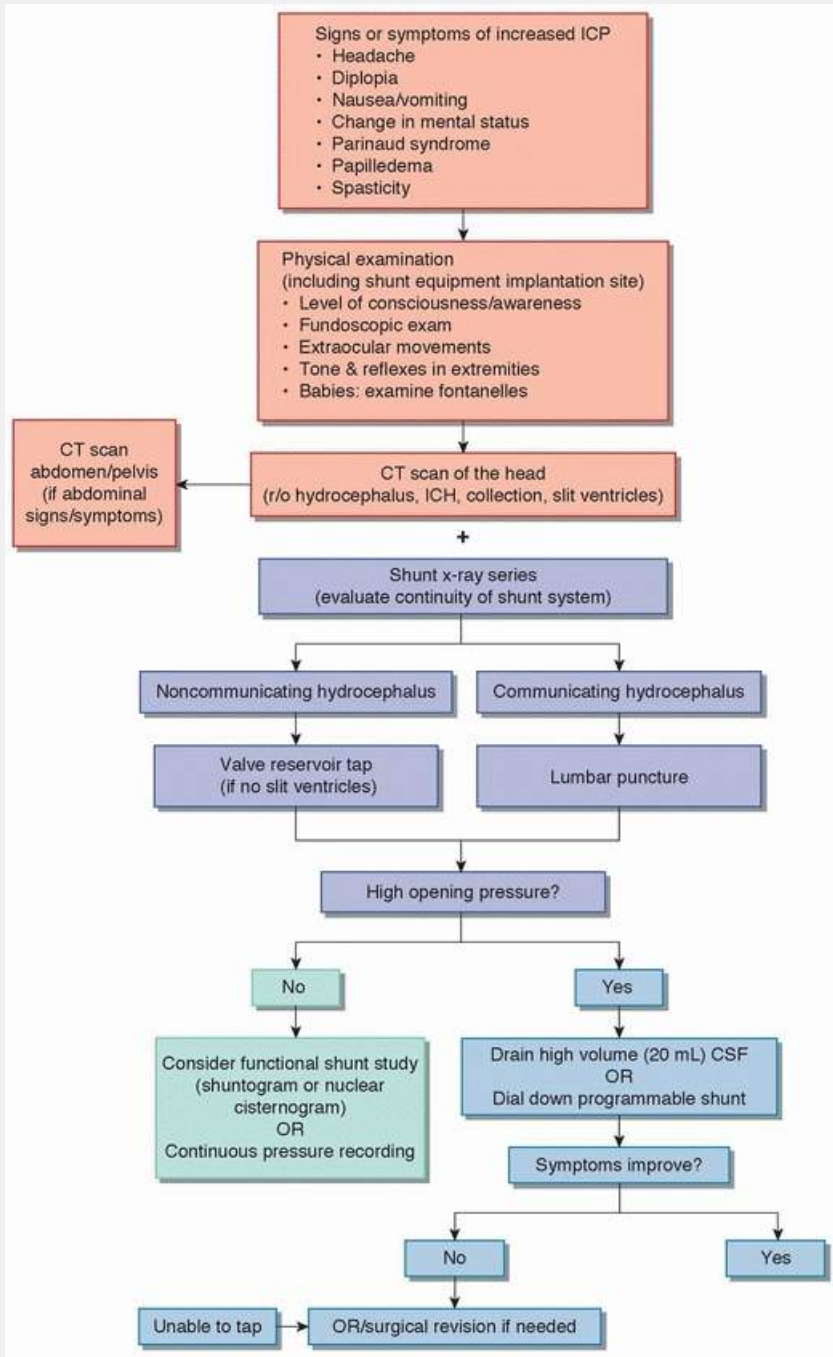 Signs or symptoms of increased ICP
• Headache
• Diplopia
• Nausea/vomiting
• Change in mental status
• Parinaud syndrome
• Papilledema
• Spasticity
Physical examination
(including shunt equipment implantation site)
• Level of consciousness/awareness
• Fundoscopic exam
• Extraocular movements
• Tone & reflexes in extremities
• Babies: examine fontanelles
CT scan
abdomen/pelvis
(if abdominal
signs/symptoms)
CT scan of the head
(r/o hydrocephalus, ICH, collection, slit ventricles)
+
Shunt x-ray series
(evaluate continuity of shunt system)
Noncommunicating hydrocephalus
Communicating hydrocephalus
Valve reservoir tap
(if no slit ventricles)
Lumbar puncture
High opening pressure?
No
Yes
Consider functional shunt study
(shuntogram or nuclear
cisternogram)
OR
Continuous pressure recording
Drain high volume (20 mL) CSF
OR
Dial down programmable shunt
Symptoms improve?
No
Yes
Unable to tap
OR/surgical revision if needed